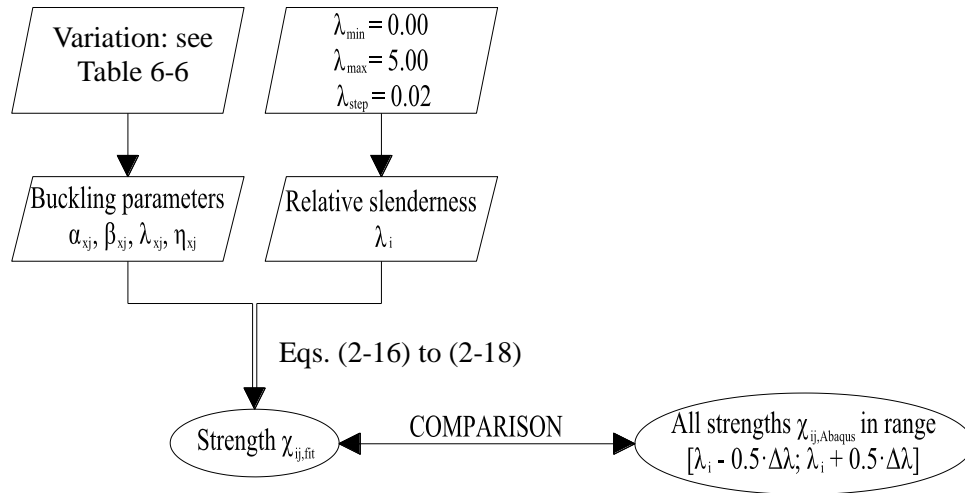 Variation: see
Table 6-6
λmin = 0.00
λmax = 5.00
λstep = 0.02
Buckling parameters
αxj, βxj, λxj, ηxj
Relative slenderness
λi
Eqs. (2-16) to (2-18)
Strength χij,fit
COMPARISON
All strengths χij,Abaqus in range
[λi - 0.5·Δλ; λi + 0.5·Δλ]